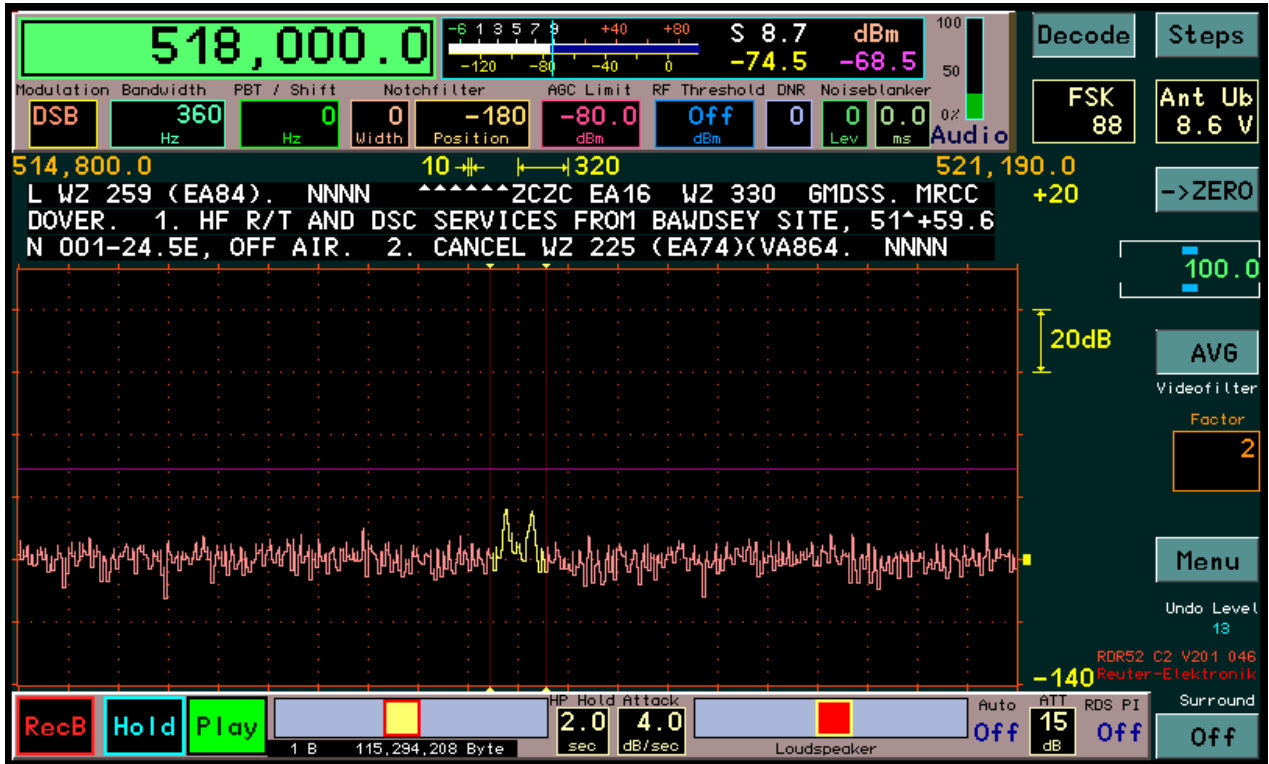 518,000.0
-6 1 3 5 7 9 +40 +80
-120 -80 -40 0
S 8.7 dBm
-74.5 -68.5
100
50
0%
Audio
Decode
Steps
Modulation Bandwidth PBT / Shift Notchfilter AGC Limit RF Threshold DNR Noiseblanker
DSB 360 0 0 -180 -80.0 Off 0 0 0.0
Hz Hz Width Position dBm dBm Lev ms
FSK
88
Ant Ub
8.6 V
514,800.0 10 320 521,190.0
L WZ 259 (EA84). NNNN ^^^^^^ZCZC EA16 WZ 330 GMDSS. MRCC
DOVER. 1. HF R/T AND DSC SERVICES FROM BAWDSEY SITE, 51^+59.6
N 001-24.5E, OFF AIR. 2. CANCEL WZ 225 (EA74)(VA864. NNNN
+20
->ZERO
100.0
20dB
AVG
Videofilter
Factor
2
Menu
Undo Level
13
RDR52 C2 V201 046
Reuter-Elektronik
-140
RecB
Hold
Play
1 B 115,294,208 Byte
HP Hold Attack
2.0 4.0
sec dB/sec
Loudspeaker
Auto
Off
ATT
15
dB
RDS PI
Off
Surround
Off